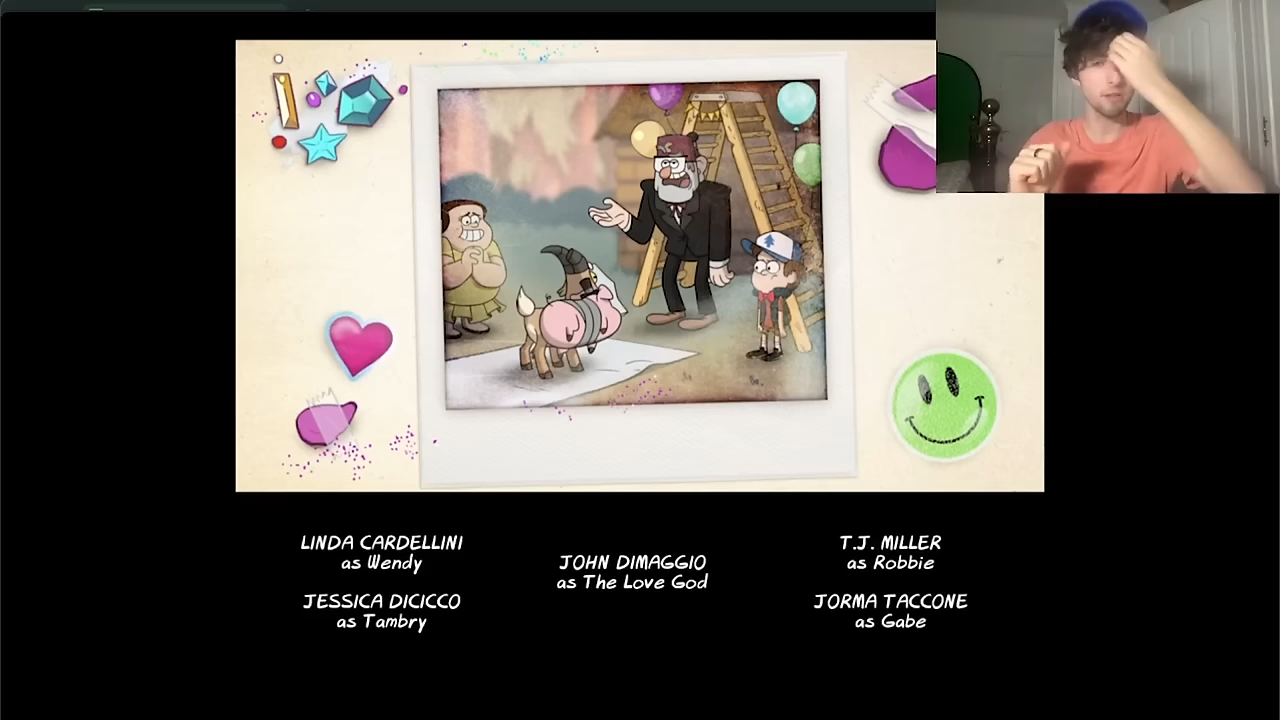 LINDA CARDELLINI
as Wendy
JESSICA DICICCO
as Tambry
JOHN DIMAGGIO
as The Love God
T.J. MILLER
as Robbie
JORMA TACCONE
as Gabe